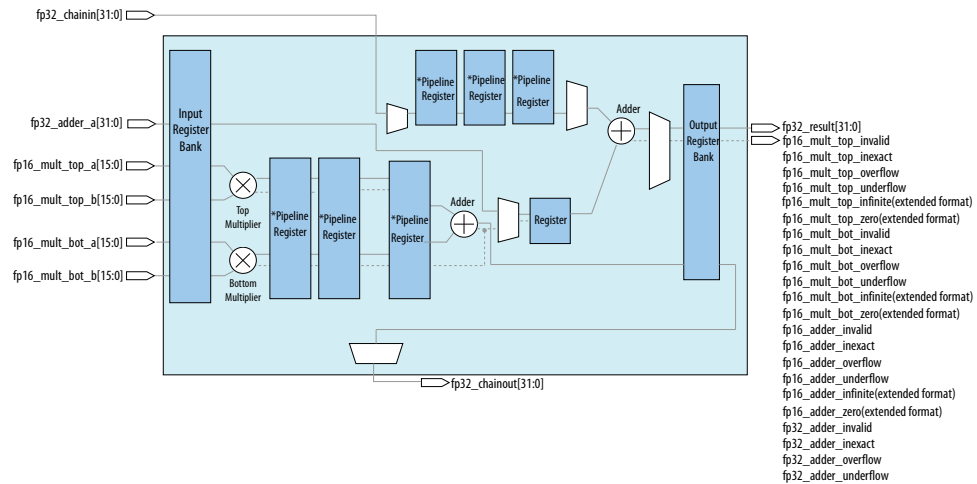 fp32_chainin[31:0]
fp32_adder_a[31:0]
fp16_mult_top_a[15:0]
fp16_mult_top_b[15:0]
fp16_mult_bot_a[15:0]
fp16_mult_bot_b[15:0]
Input
Register
Bank
Top
Multiplier
Bottom
Multiplier
*Pipeline
Register
*Pipeline
Register
*Pipeline
Register
*Pipeline
Register
*Pipeline
Register
*Pipeline
Register
Adder
Register
Adder
Output
Register
Bank
fp32_chainout[31:0]
fp32_result[31:0]
fp16_mult_top_invalid
fp16_mult_top_inexact
fp16_mult_top_overflow
fp16_mult_top_underflow
fp16_mult_top_infinite(extended format)
fp16_mult_top_zero(extended format)
fp16_mult_bot_invalid
fp16_mult_bot_inexact
fp16_mult_bot_overflow
fp16_mult_bot_underflow
fp16_mult_bot_infinite(extended format)
fp16_mult_bot_zero(extended format)
fp16_adder_invalid
fp16_adder_inexact
fp16_adder_overflow
fp16_adder_underflow
fp16_adder_infinite(extended format)
fp16_adder_zero(extended format)
fp32_adder_invalid
fp32_adder_inexact
fp32_adder_overflow
fp32_adder_underflow